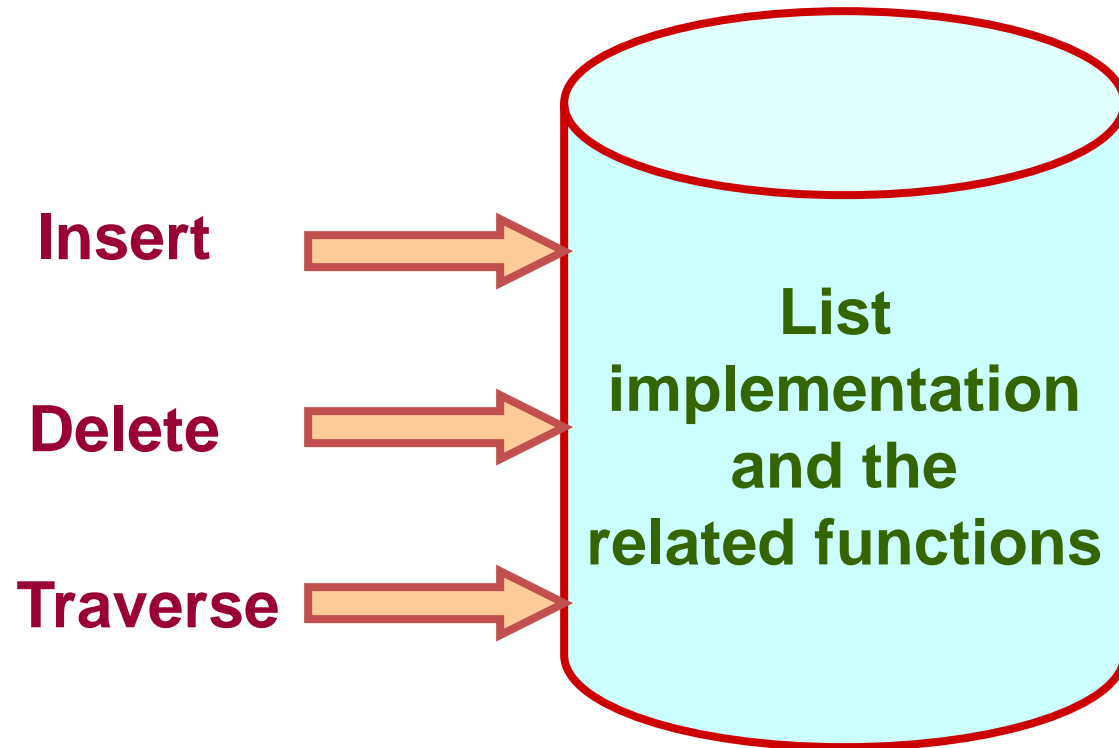 Insert
Delete
Traverse
List
implementation
and the
related functions